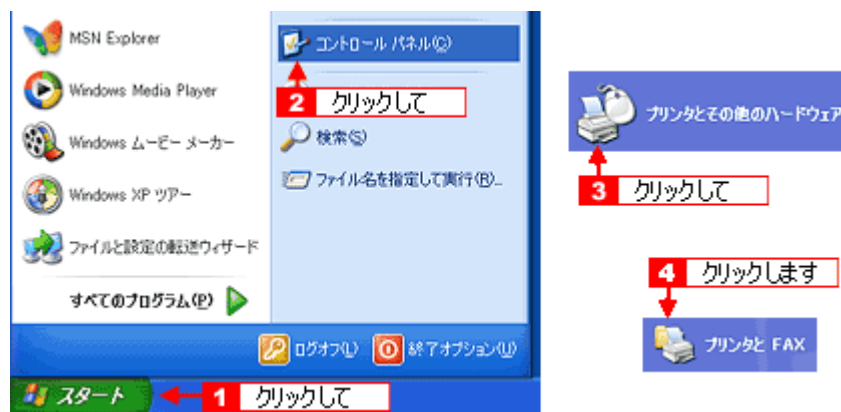 MSN Explorer
Windows Media Player
Windows ムービー メーカー
Windows XP ツアー
ファイルと設定の転送ウィザード
すべてのプログラム(P)
コントロール パネル(C)
2 クリックして
検索(S)
ファイル名を指定して実行(R)...
ログオフ(L)
終了オプション(U)
スタート
1 クリックして
プリンタとその他のハードウェア
3 クリックして
4 クリックします
プリンタと FAX